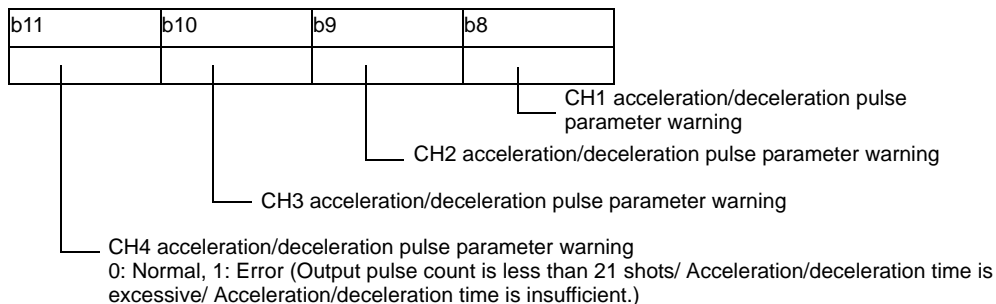 b11 b10 b9 b8
CH1 acceleration/deceleration pulse
parameter warning
CH2 acceleration/deceleration pulse parameter warning
CH3 acceleration/deceleration pulse parameter warning
CH4 acceleration/deceleration pulse parameter warning
0: Normal, 1: Error (Output pulse count is less than 21 shots/ Acceleration/deceleration time is
excessive/ Acceleration/deceleration time is insufficient.)